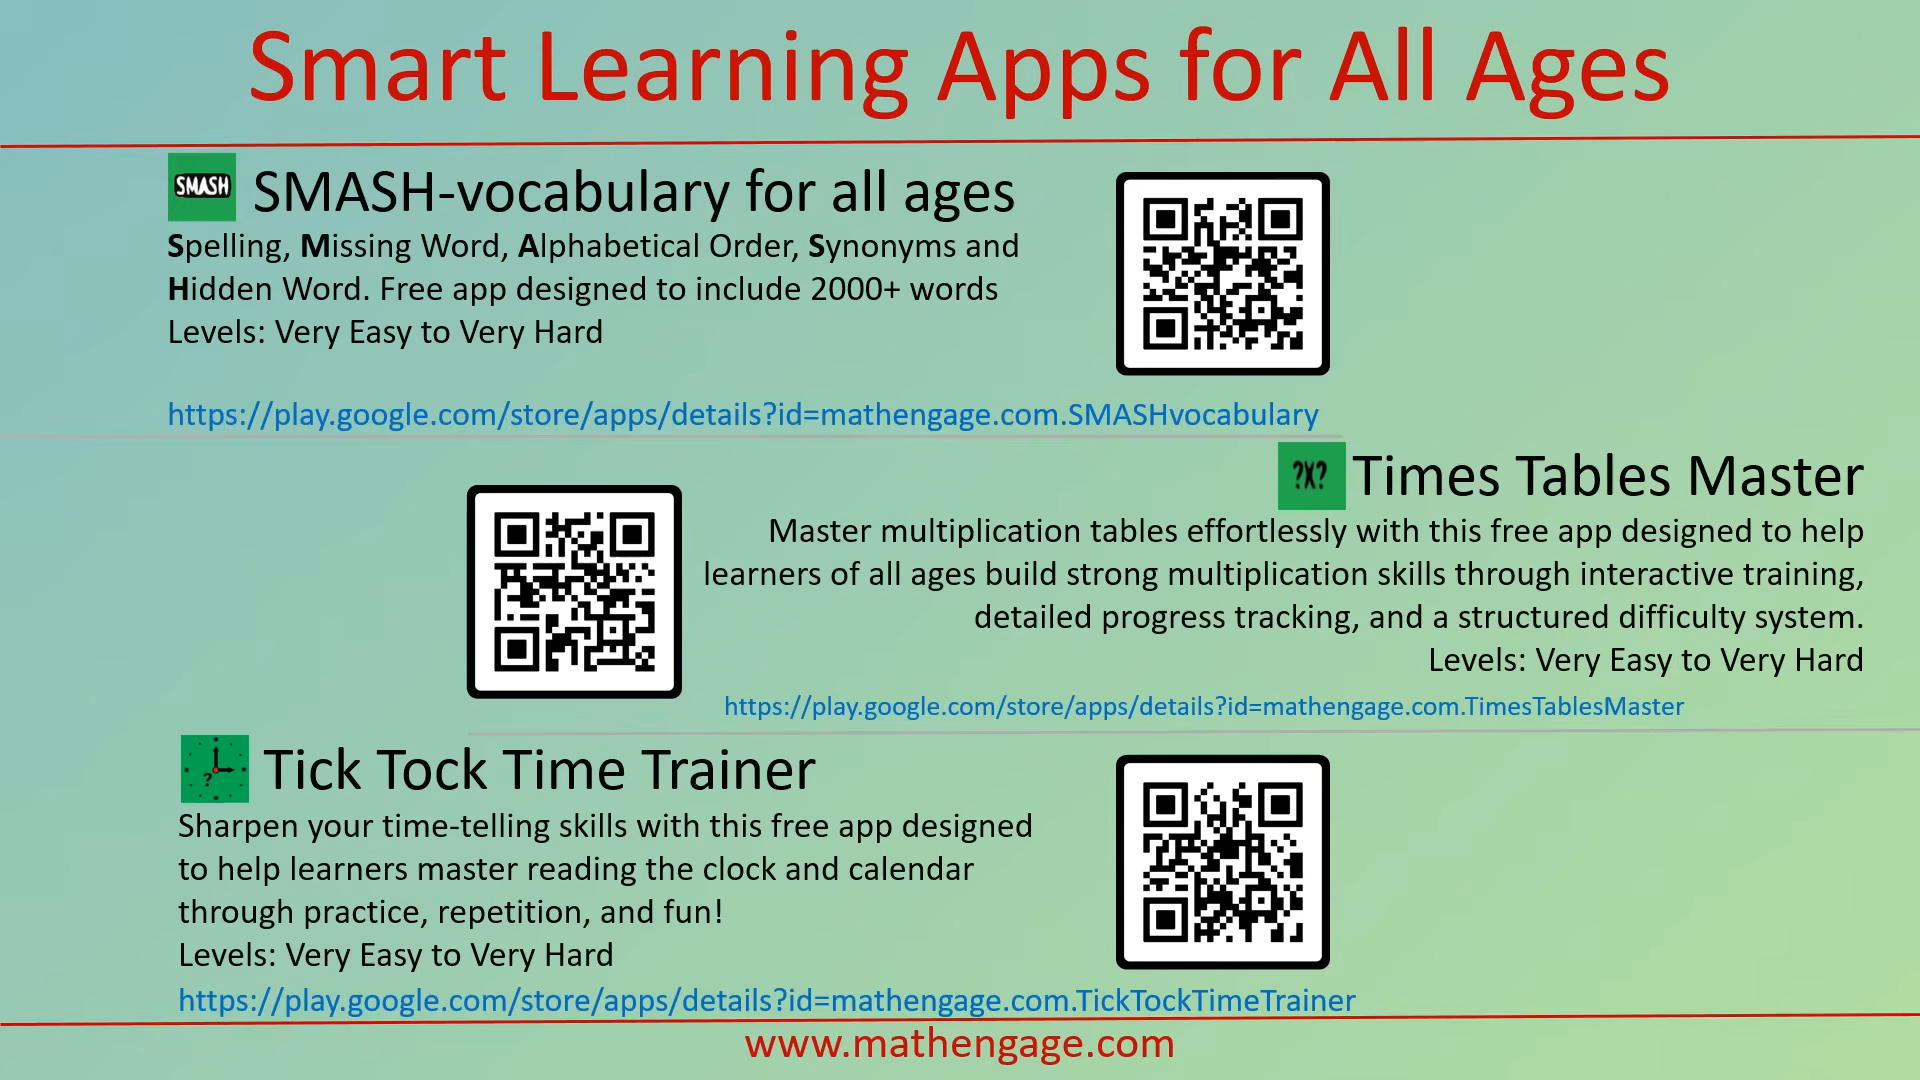 Smart Learning Apps for All Ages
SMASH
SMASH-vocabulary for all ages
Spelling, Missing Word, Alphabetical Order, Synonyms and
Hidden Word. Free app designed to include 2000+ words
Levels: Very Easy to Very Hard
https://play.google.com/store/apps/details?id=mathengage.com.SMASHvocabulary
?X?
Times Tables Master
Master multiplication tables effortlessly with this free app designed to help
learners of all ages build strong multiplication skills through interactive training,
detailed progress tracking, and a structured difficulty system.
Levels: Very Easy to Very Hard
https://play.google.com/store/apps/details?id=mathengage.com.TimesTablesMaster
?
Tick Tock Time Trainer
Sharpen your time-telling skills with this free app designed
to help learners master reading the clock and calendar
through practice, repetition, and fun!
Levels: Very Easy to Very Hard
https://play.google.com/store/apps/details?id=mathengage.com.TickTockTimeTrainer
www.mathengage.com